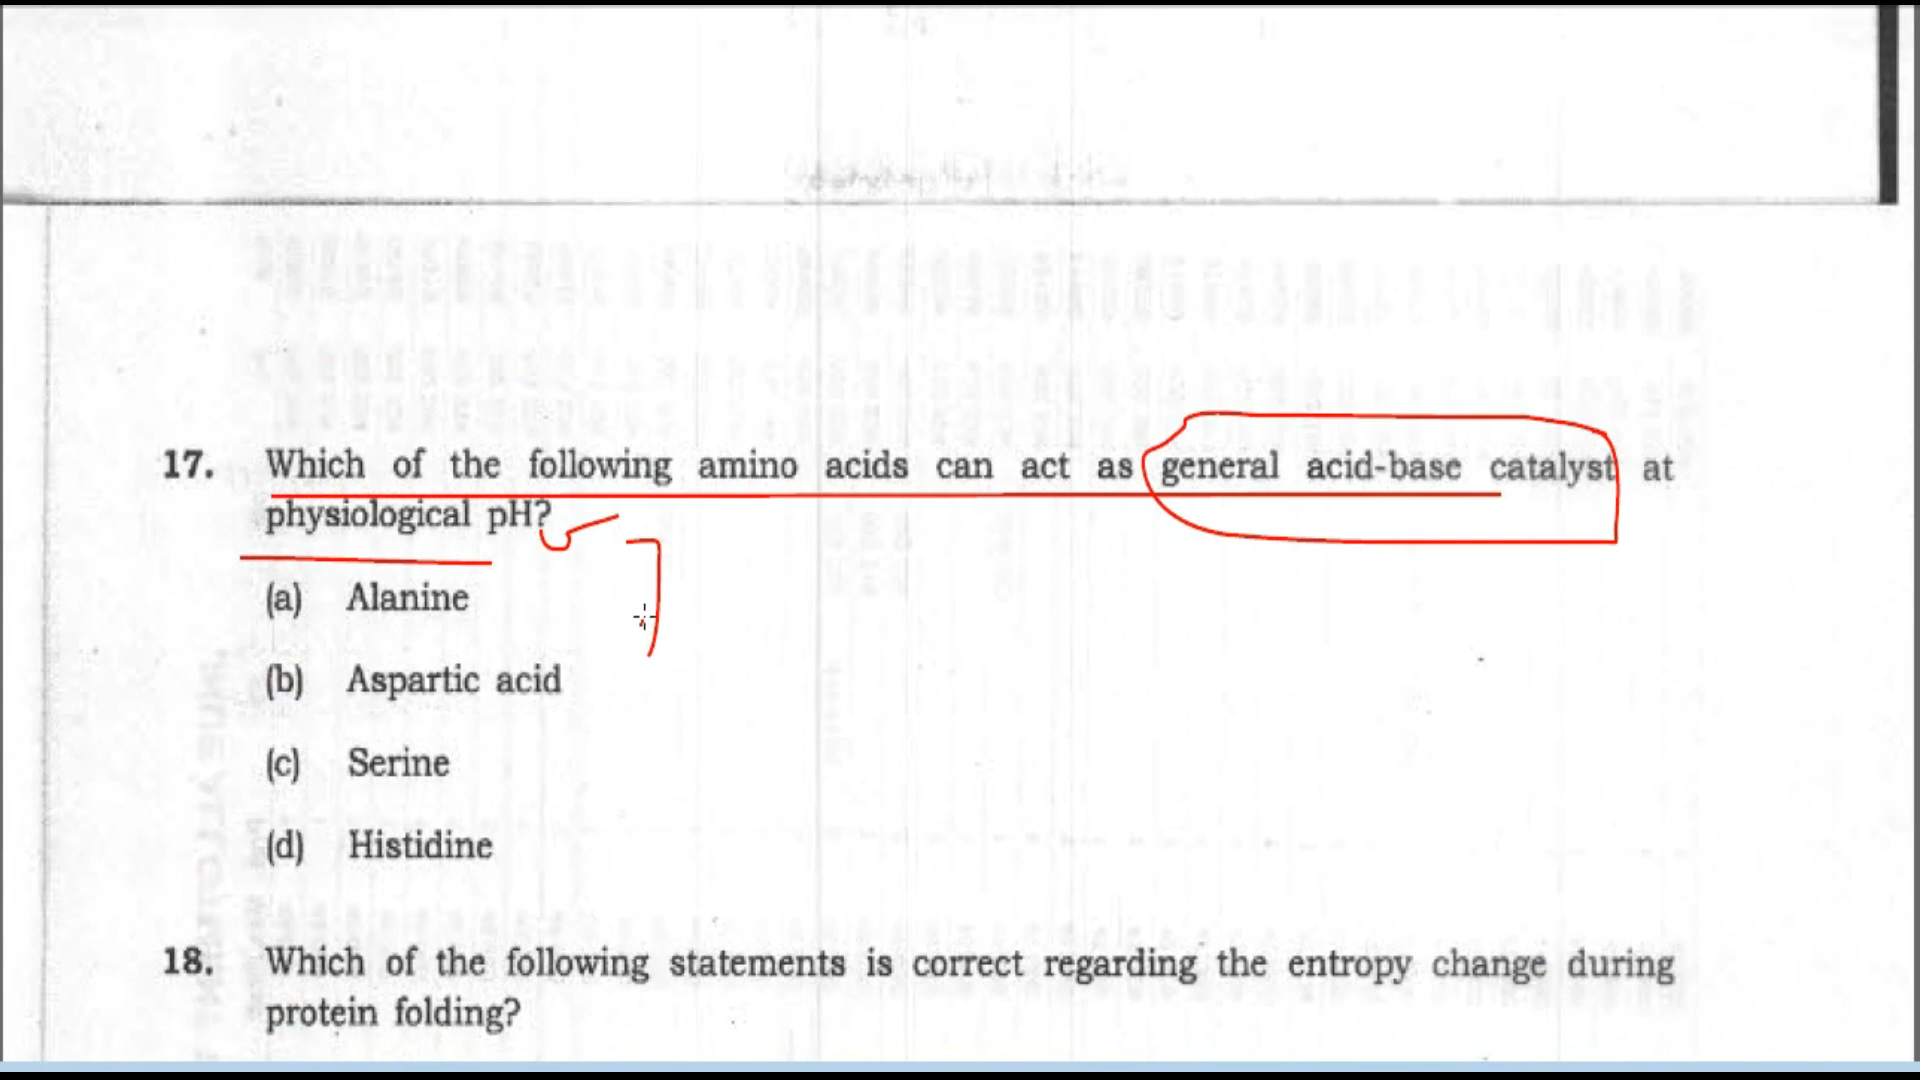 17. Which of the following amino acids can act as general acid-base catalyst at
physiological pH?
(a) Alanine
(b) Aspartic acid
(c) Serine
(d) Histidine
18. Which of the following statements is correct regarding the entropy change during
protein folding?